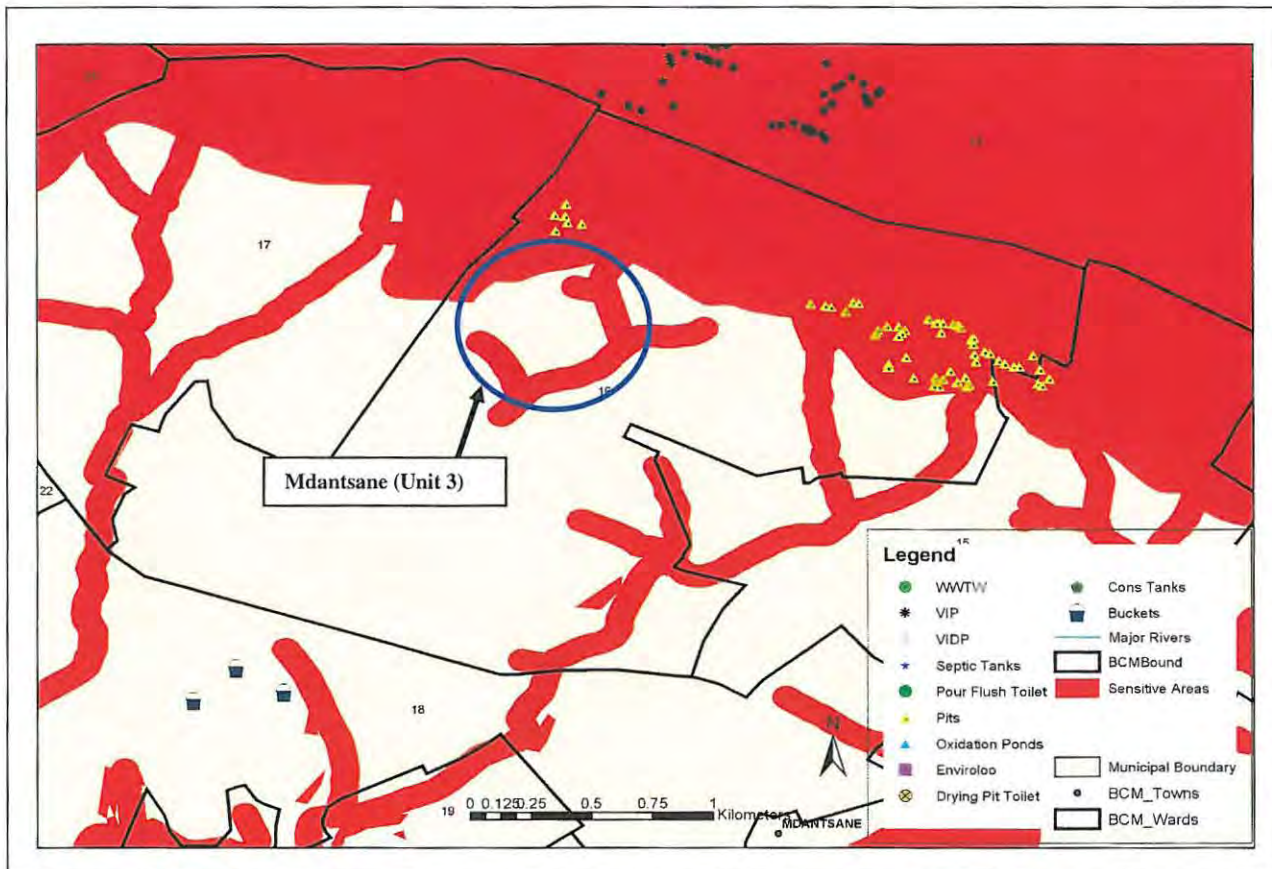 17
16
Mdantsane (Unit 3)
22
15
18
19
N
0 0.125 0.25 0.5 0.75 1
Kilometers
MDANTSANE
Legend
WWTW
VIP
VIDP
Septic Tanks
Pour Flush Toilet
Pits
Oxidation Ponds
Enviroloo
Drying Pit Toilet
Cons Tanks
Buckets
Major Rivers
BCMBound
Sensitive Areas
Municipal Boundary
BCM_Towns
BCM_Wards